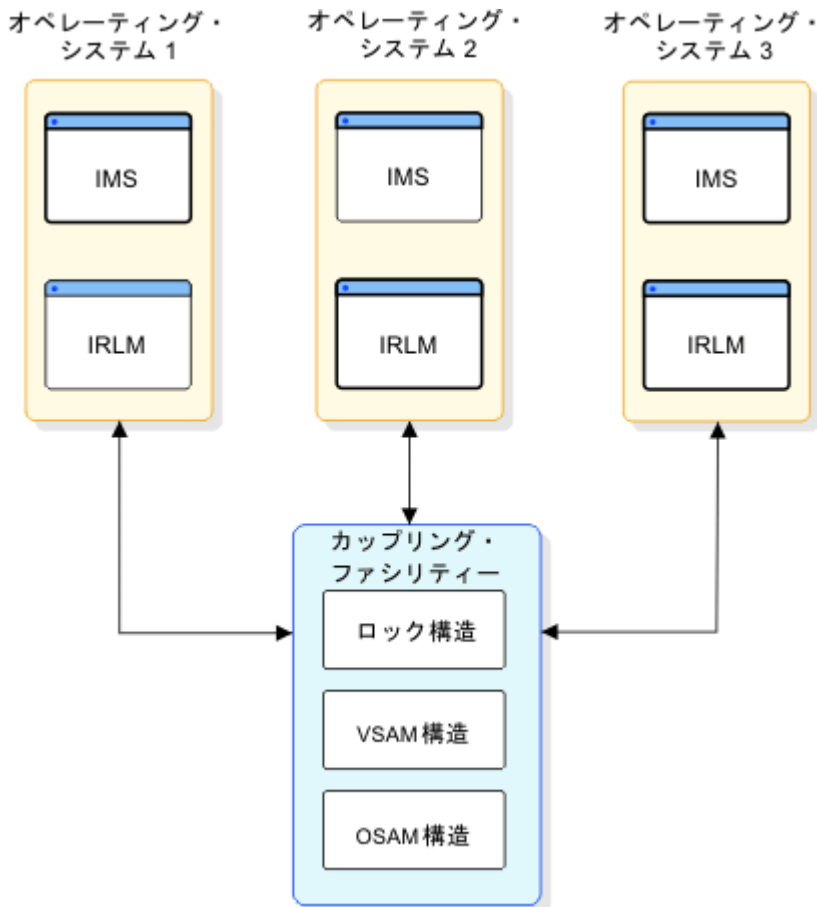 オペレーティング・
システム 1
オペレーティング・
システム 2
オペレーティング・
システム 3
IMS
IMS
IMS
IRLM
IRLM
IRLM
カップリング・
ファシリティー
ロック構造
VSAM 構造
OSAM 構造